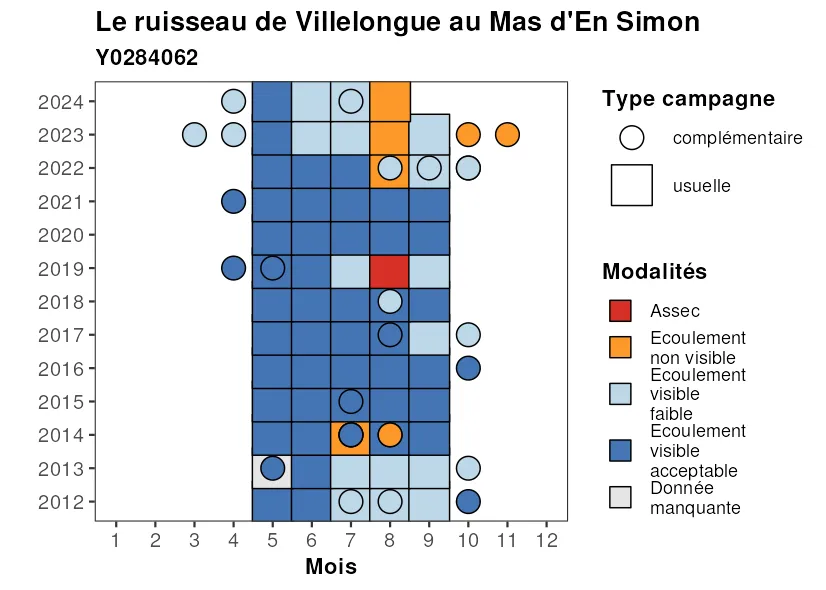 Le ruisseau de Villelongue au Mas d'En Simon
Y0284062
2024
2023
2022
2021
2020
2019
2018
2017
2016
2015
2014
2013
2012
1 2 3 4 5 6 7 8 9 10 11 12
Mois
Type campagne
complémentaire
usuelle
Modalités
Assec
Ecoulement
non visible
Ecoulement
visible
faible
Ecoulement
visible
acceptable
Donnée
manquante